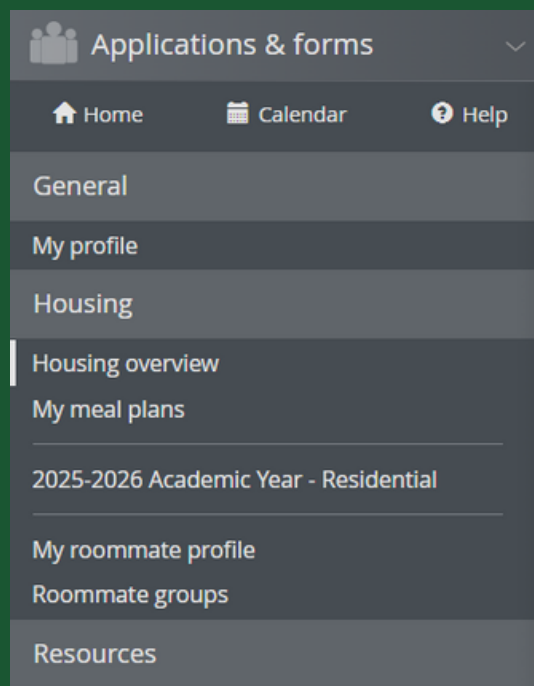 Applications & forms
Home Calendar Help
General
My profile
Housing
Housing overview
My meal plans
2025-2026 Academic Year - Residential
My roommate profile
Roommate groups
Resources